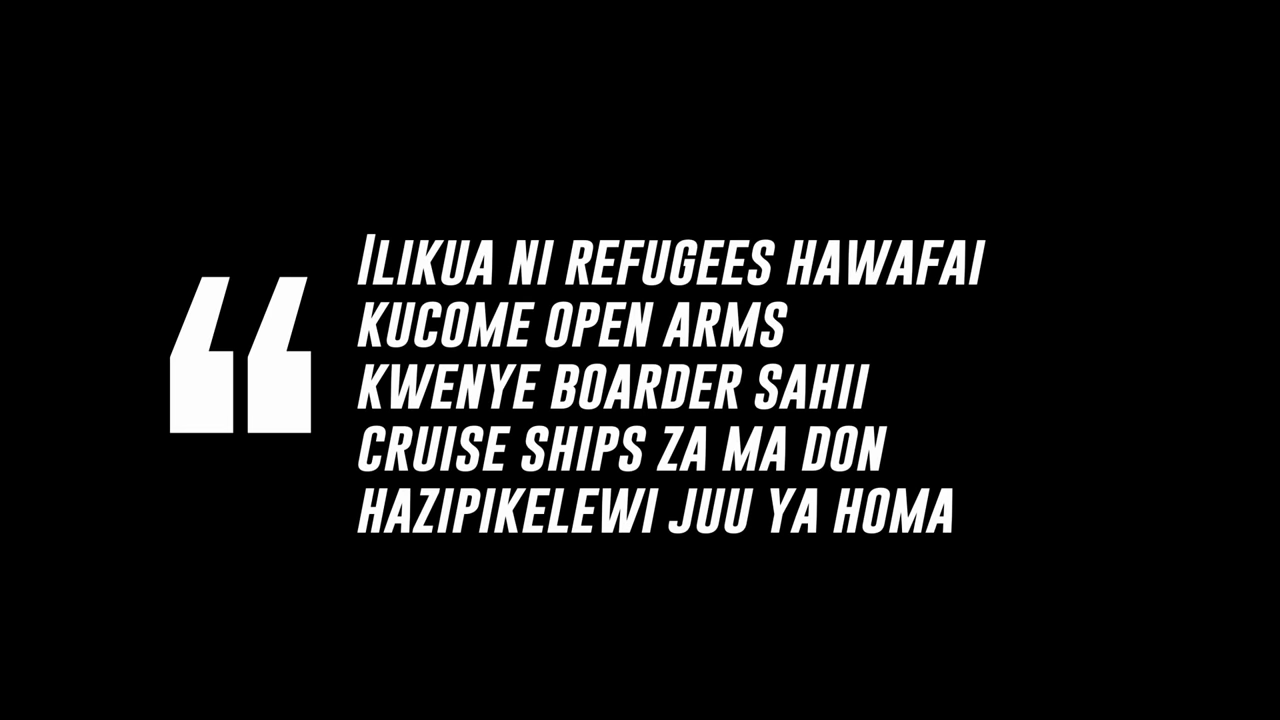 “
Ilikua ni refugees hawafai
kucome open arms
kwenye boarder sahii
cruise ships za ma don
hazipikelewi juu ya homa